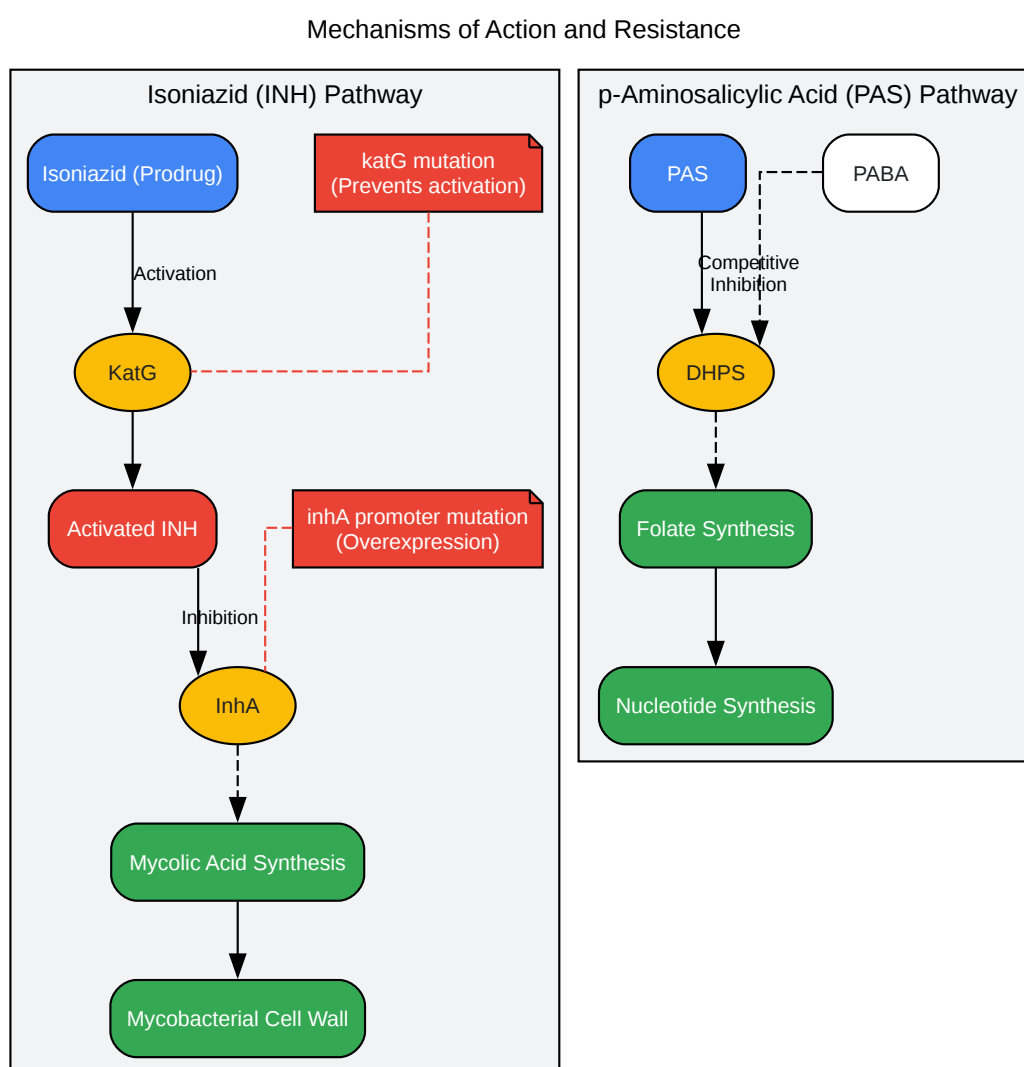 Mechanisms of Action and Resistance
Isoniazid (INH) Pathway
Isoniazid (Prodrug)
katG mutation
(Prevents activation)
Activation
KatG
Activated INH
inhA promoter mutation
(Overexpression)
Inhibition
InhA
Mycolic Acid Synthesis
Mycobacterial Cell Wall
p-Aminosalicylic Acid (PAS) Pathway
PAS
PABA
Competitive
Inhibition
DHPS
Folate Synthesis
Nucleotide Synthesis